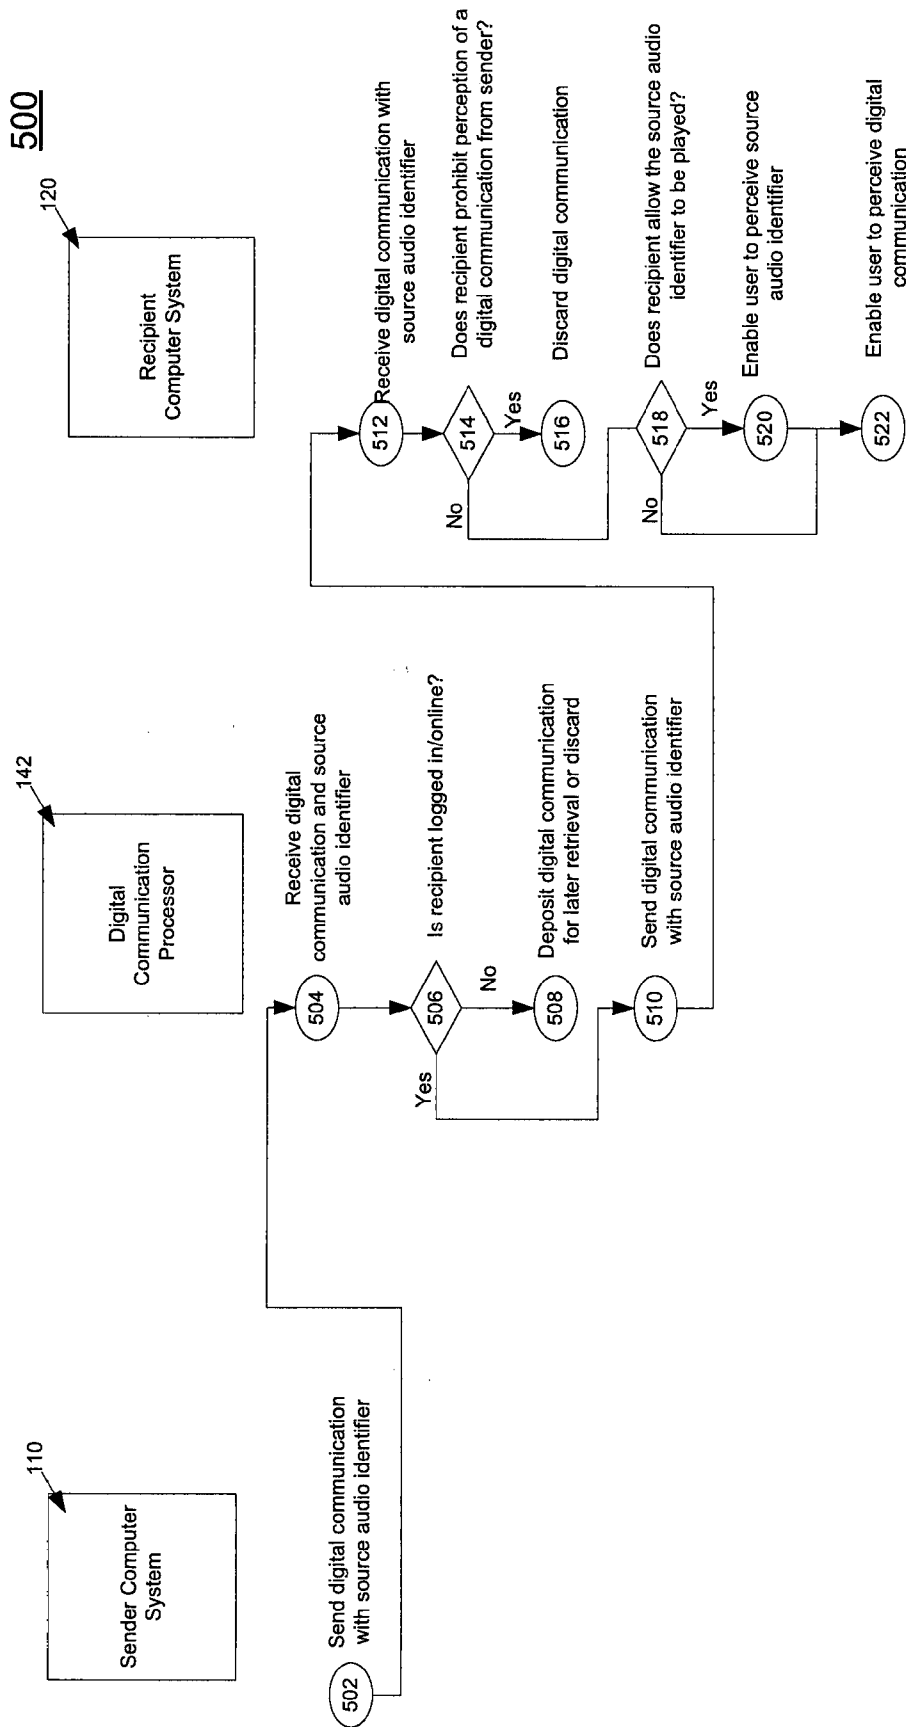 500
110
Sender Computer
System
502
Send digital communication
with source audio identifier
142
Digital
Communication
Processor
504
Receive digital
communication and source
audio identifier
506
Is recipient logged in/online?
Yes
No
508
Deposit digital communication
for later retrieval or discard
510
Send digital communication
with source audio identifier
120
Recipient
Computer System
512
Receive digital communication with
source audio identifier
514
Does recipient prohibit perception of a
digital communication from sender?
No
Yes
516
Discard digital communication
518
Does recipient allow the source audio
identifier to be played?
No
Yes
520
Enable user to perceive source
audio identifier
522
Enable user to perceive digital
communication